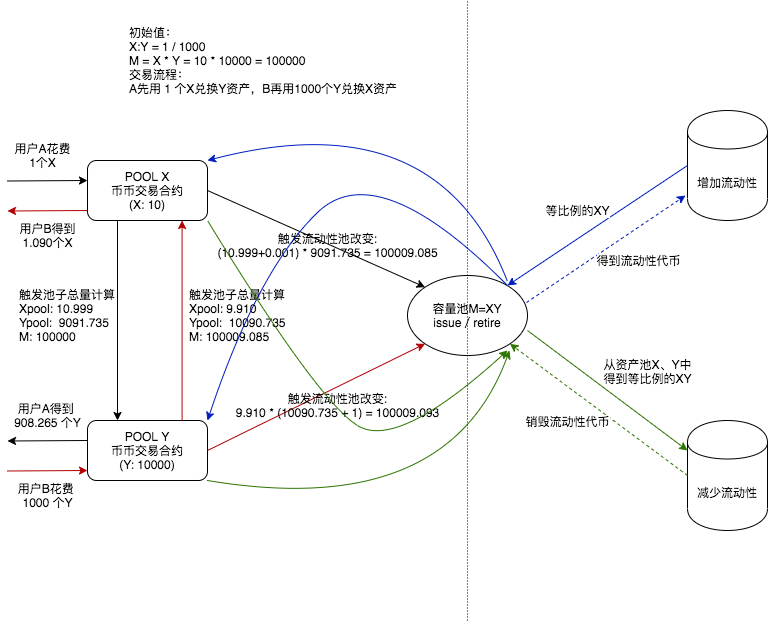 初始值：
X:Y = 1 / 1000
M = X * Y = 10 * 10000 = 100000
交易流程：
A先用 1 个X兑换Y资产，B再用1000个Y兑换X资产
用户A花费
1个X
POOL X
币币交易合约
(X: 10)
用户B得到
1.090个X
触发流动性池改变:
(10.999+0.001) * 9091.735 = 100009.085
触发池子总量计算
Xpool: 10.999
Ypool:  9091.735
M: 100000
触发池子总量计算
Xpool: 9.910
Ypool:  10090.735
M: 100009.085
容量池M=XY
issue / retire
增加流动性
等比例的XY
得到流动性代币
从资产池X、Y中
得到等比例的XY
销毁流动性代币
减少流动性
触发流动性池改变:
9.910 * (10090.735 + 1) = 100009.093
用户A得到
908.265 个Y
POOL Y
币币交易合约
(Y: 10000)
用户B花费
1000 个Y